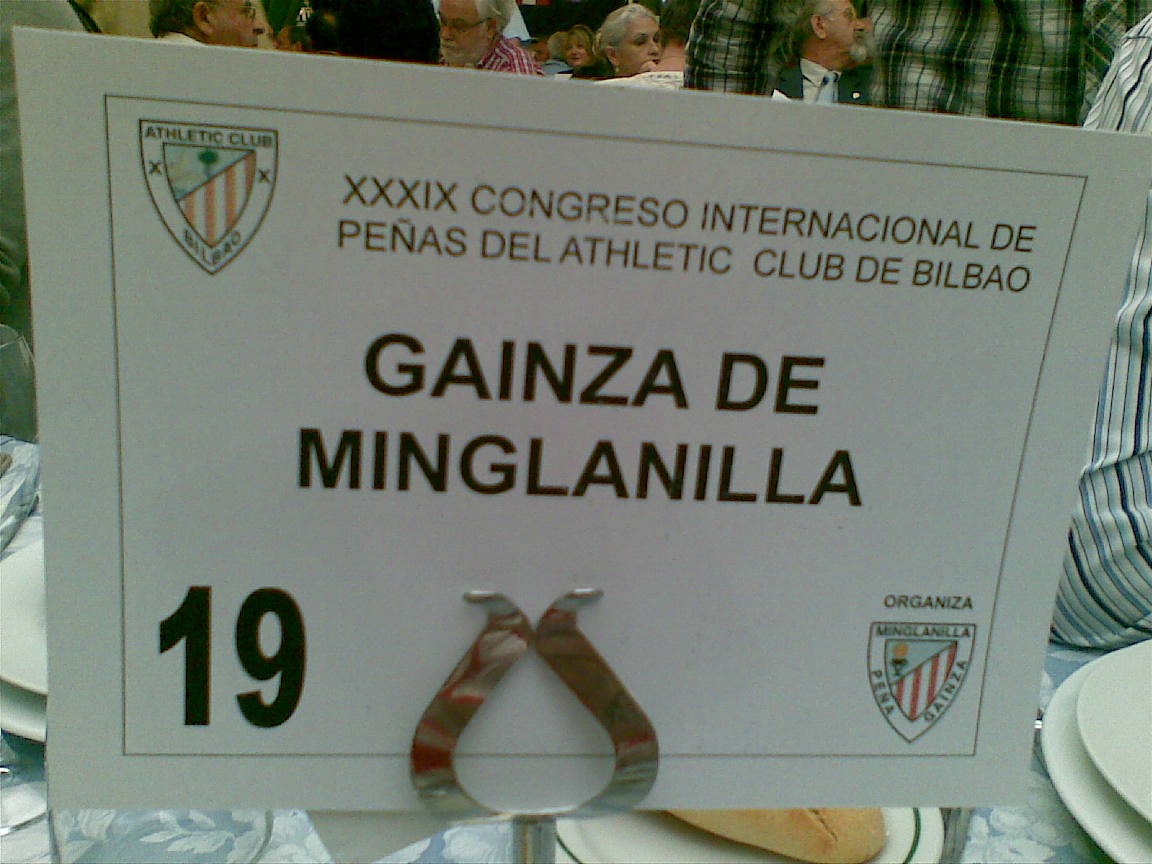 ATHLETIC CLUB
BILBAO
XXXIX CONGRESO INTERNACIONAL DE
PEÑAS DEL ATHLETIC CLUB DE BILBAO
GAINZA DE
MINGLANILLA
19
ORGANIZA
MINGLANILLA
PEÑA GAINZA